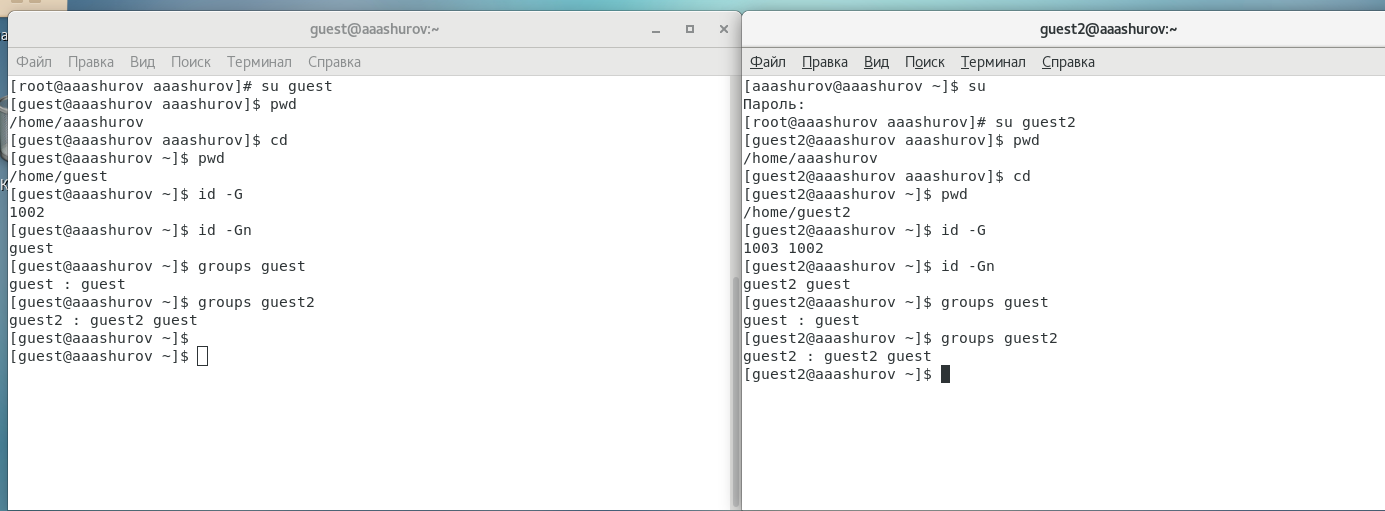 guest@aaashurov:~
Файл Правка Вид Поиск Терминал Справка
[root@aaashurov aaashurov]# su guest
[guest@aaashurov aaashurov]$ pwd
/home/aaashurov
[guest@aaashurov aaashurov]$ cd
[guest@aaashurov ~]$ pwd
/home/guest
[guest@aaashurov ~]$ id -G
1002
[guest@aaashurov ~]$ id -Gn
guest
[guest@aaashurov ~]$ groups guest
guest : guest
[guest@aaashurov ~]$ groups guest2
guest2 : guest2 guest
[guest@aaashurov ~]$
[guest@aaashurov ~]$
guest2@aaashurov:~
Файл Правка Вид Поиск Терминал Справка
[aaashurov@aaashurov ~]$ su
Пароль:
[root@aaashurov aaashurov]# su guest2
[guest2@aaashurov aaashurov]$ pwd
/home/aaashurov
[guest2@aaashurov aaashurov]$ cd
[guest2@aaashurov ~]$ pwd
/home/guest2
[guest2@aaashurov ~]$ id -G
1003 1002
[guest2@aaashurov ~]$ id -Gn
guest2 guest
[guest2@aaashurov ~]$ groups guest
guest : guest
[guest2@aaashurov ~]$ groups guest2
guest2 : guest2 guest
[guest2@aaashurov ~]$